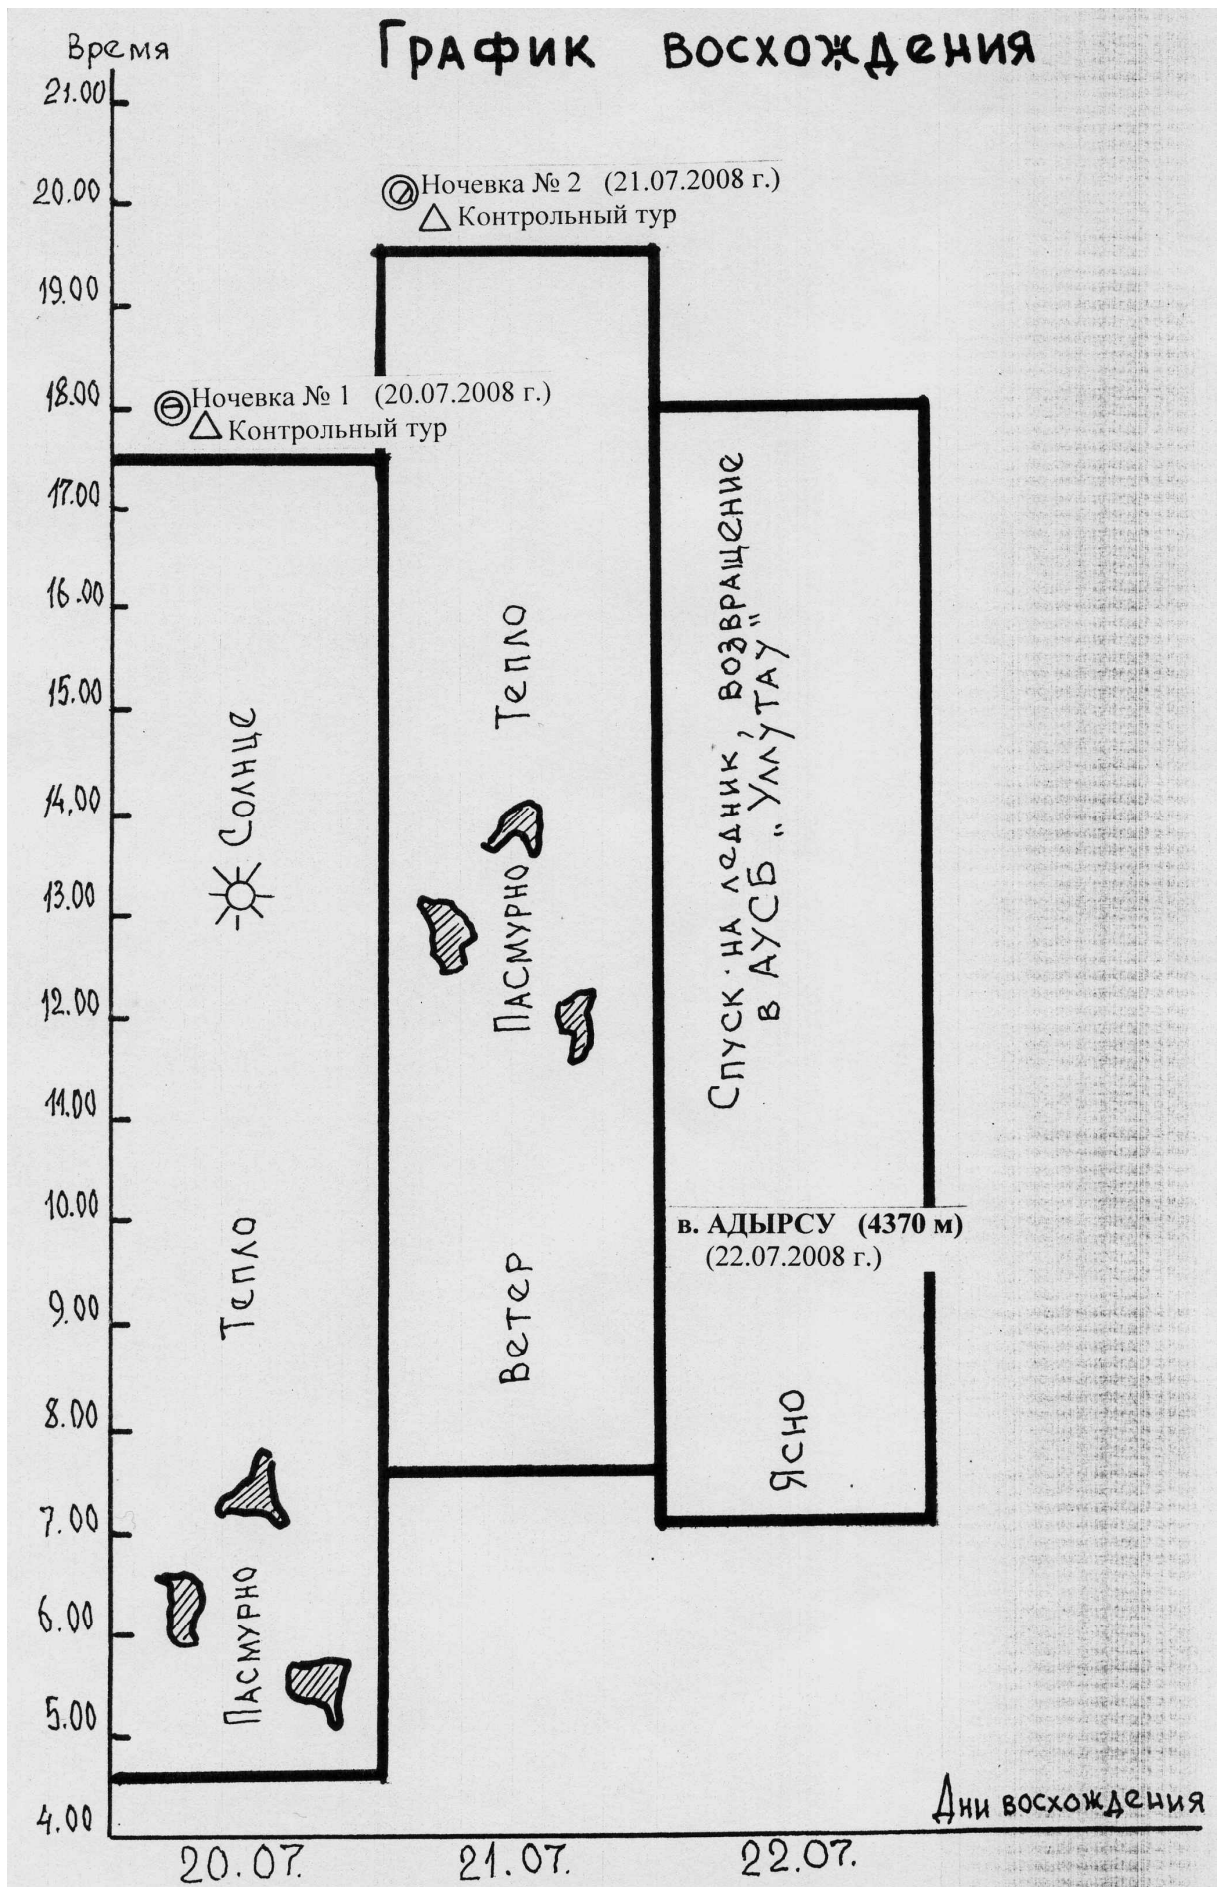 График восхождения
Время
21.00
20.00
19.00
18.00
17.00
16.00
15.00
14.00
13.00
12.00
11.00
10.00
9.00
8.00
7.00
6.00
5.00
4.00
Ночевка № 1 (20.07.2008 г.)
Контрольный тур
Солнце
Тепло
Пасмурно
Ночевка № 2 (21.07.2008 г.)
Контрольный тур
Тепло
Пасмурно
Ветер
Спуск на ледник, возвращение
в АУСБ „Уллутау"
в. АДЫРСУ (4370 м)
(22.07.2008 г.)
Ясно
Дни восхождения
20.07.
21.07.
22.07.